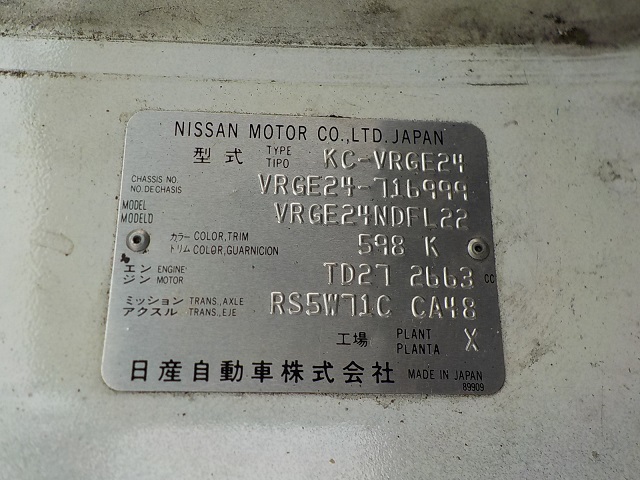 NISSAN MOTOR CO.,LTD. JAPAN
型式 TYPE TIPO KC-VRGE24
CHASSIS NO. NO. DE CHASIS VRGE24-716999
MODEL MODELD VRGE24NDFL22
カラー COLOR,TRIM トリム COLOR,GUARNICION 598 K
エンジン ENGINE MOTOR TD27 2663 CC
ミッション TRANS.,AXLE アクスル TRANS.,EJE RS5W71C CA48
工場 PLANT PLANTA X
日産自動車株式会社 MADE IN JAPAN
89909